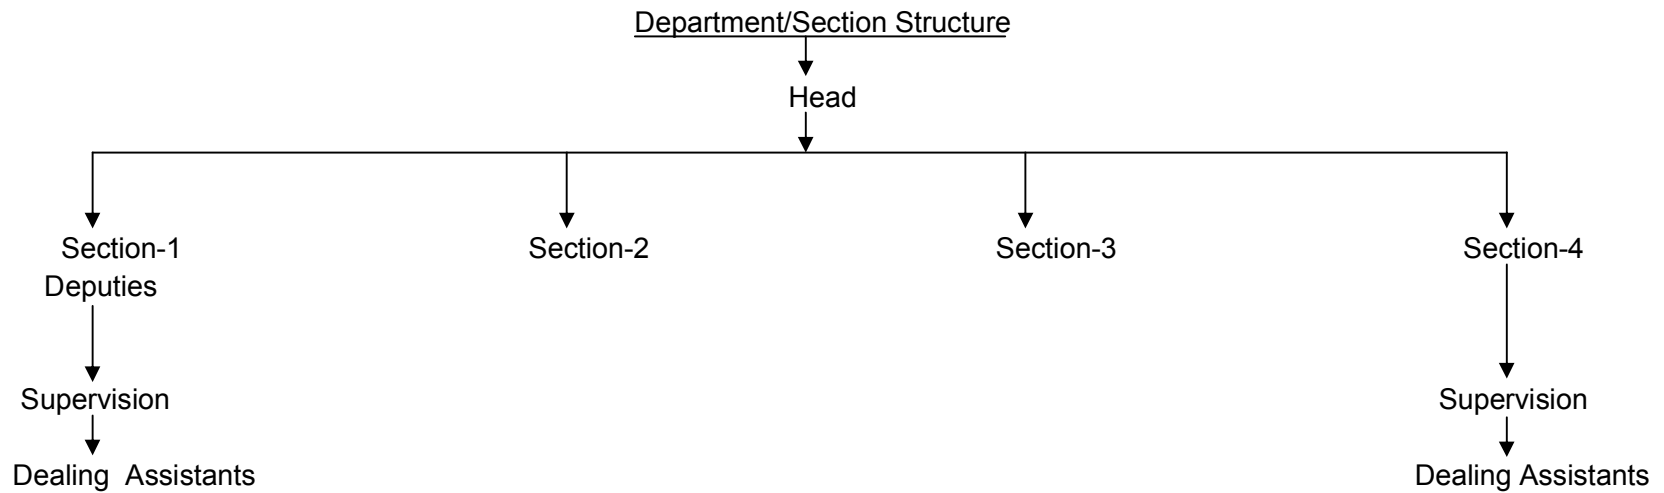 Department/Section Structure
Head
Section-1 Section-2 Section-3 Section-4
Deputies
Supervision Supervision
Dealing Assistants Dealing Assistants